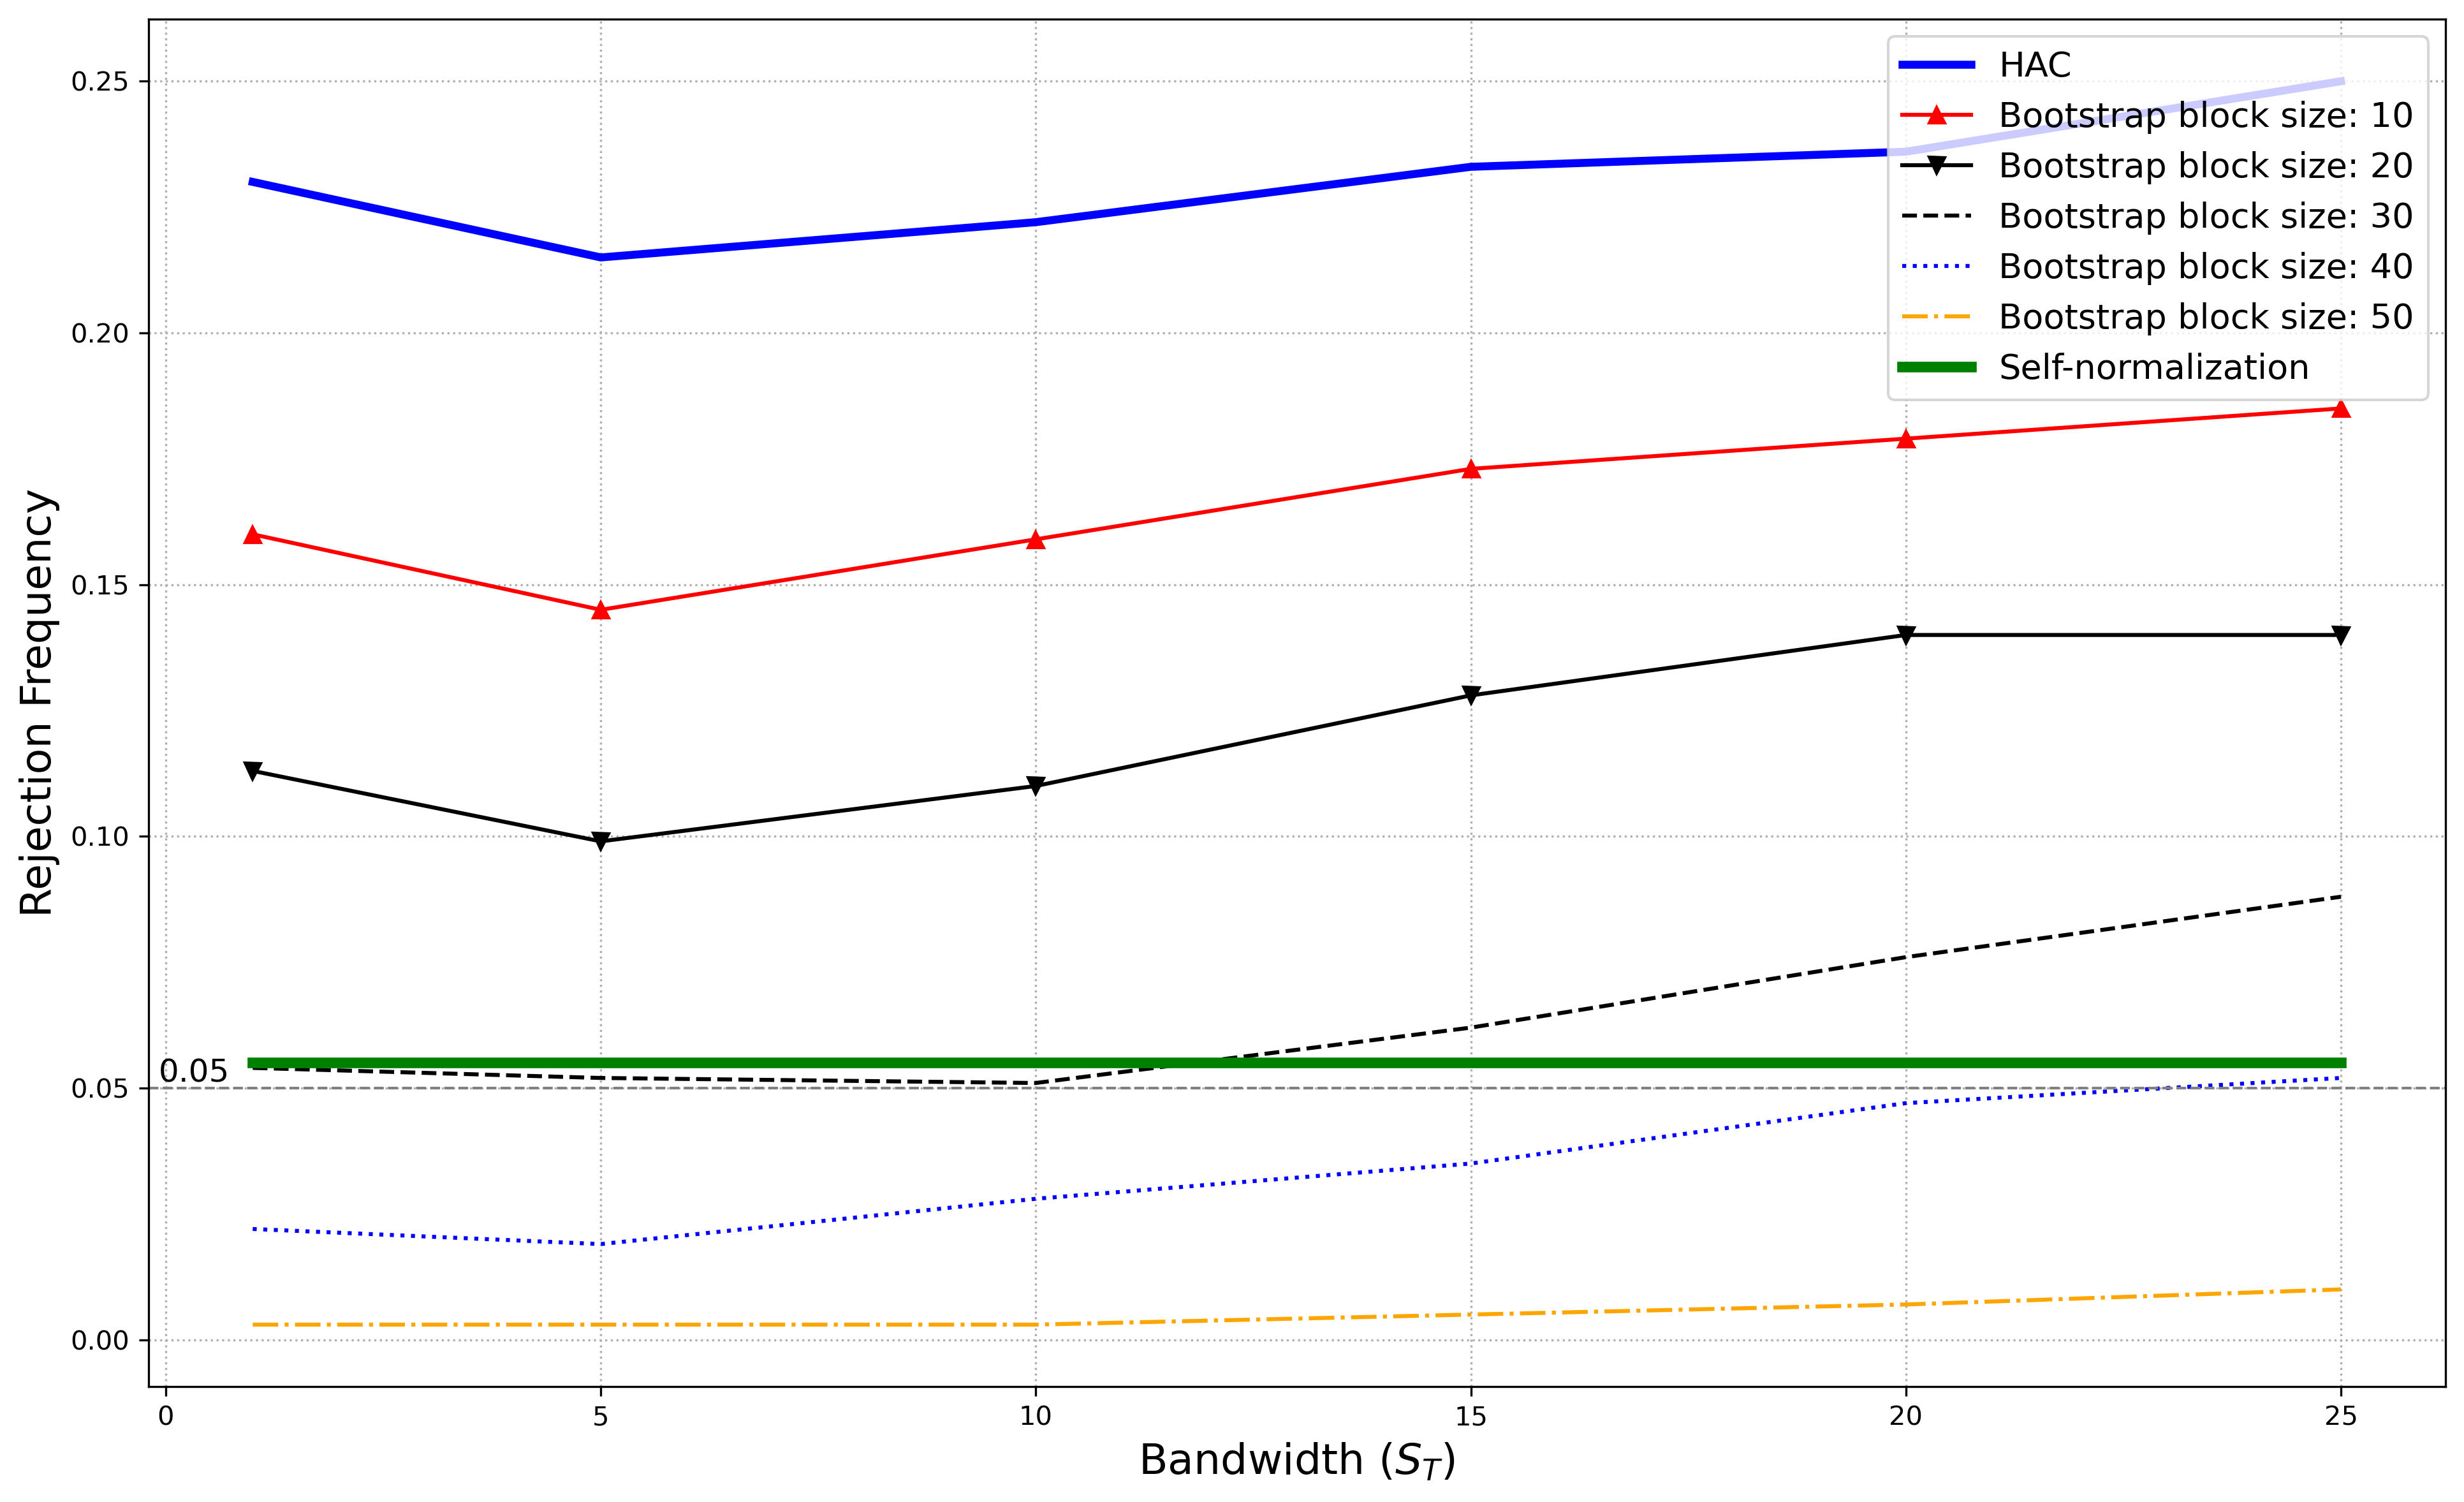 HAC
Bootstrap block size: 10
Bootstrap block size: 20
Bootstrap block size: 30
Bootstrap block size: 40
Bootstrap block size: 50
Self-normalization
Rejection Frequency
0.25
0.20
0.15
0.10
0.05
0.05
0.00
0 5 10 15 20 25
Bandwidth (S_T)